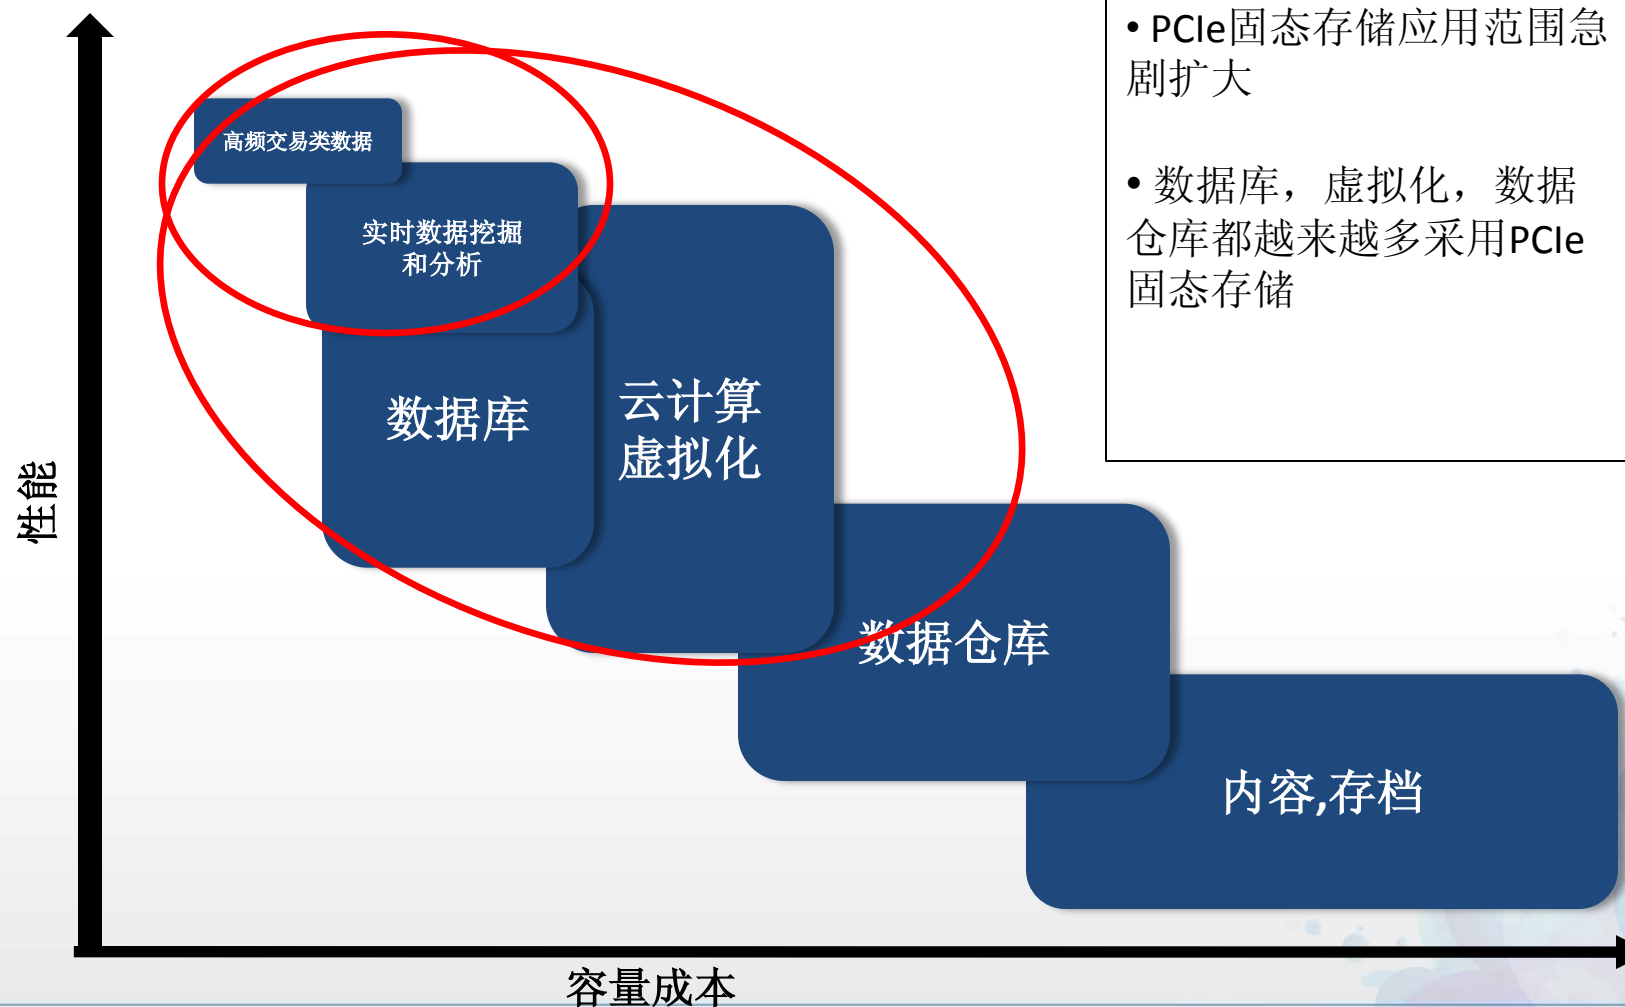 • PCIe固态存储应用范围急
剧扩大
• 数据库，虚拟化，数据
仓库都越来越多采用PCIe
固态存储
高频交易类数据
实时数据挖掘
和分析
数据库
云计算
虚拟化
数据仓库
内容,存档
性能
容量成本